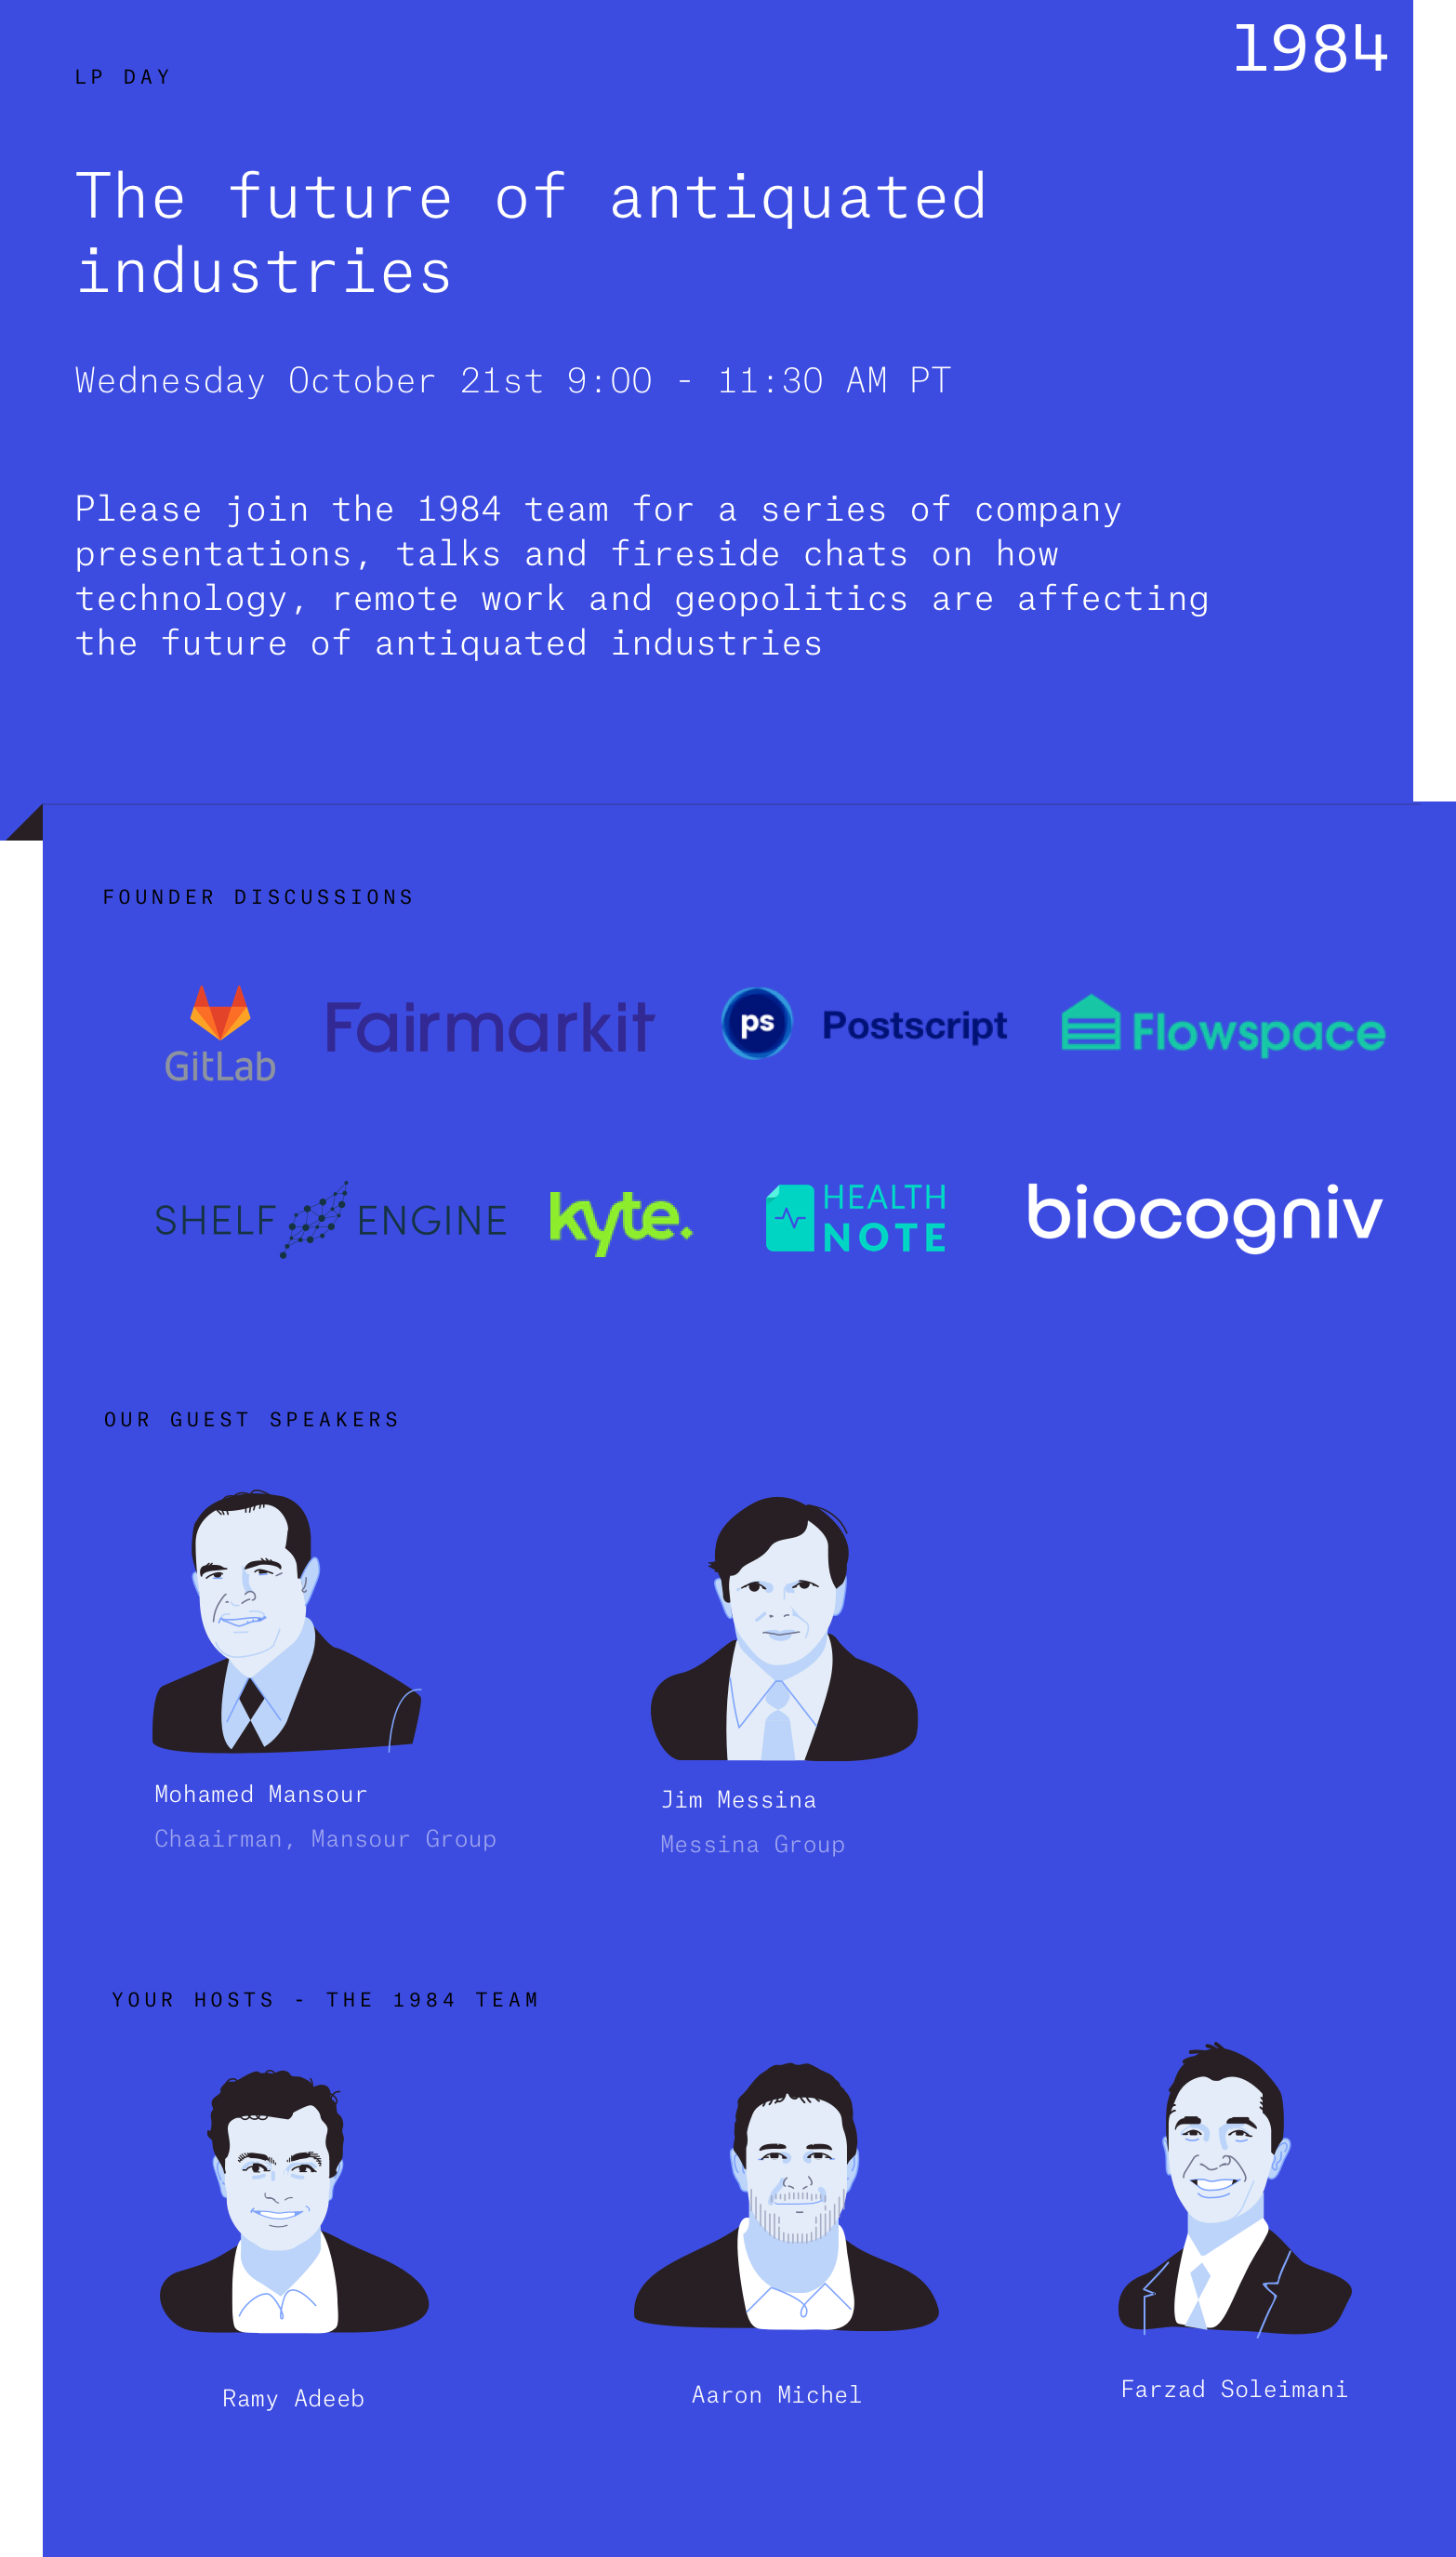 1984
LP DAY
The future of antiquated
industries
Wednesday October 21st 9:00 - 11:30 AM PT
Please join the 1984 team for a series of company
presentations, talks and fireside chats on how
technology, remote work and geopolitics are affecting
the future of antiquated industries
FOUNDER DISCUSSIONS
GitLab
Fairmarkit
ps Postscript
Flowspace
SHELF ENGINE
kyte.
HEALTH
NOTE
biocogniv
OUR GUEST SPEAKERS
Mohamed Mansour
Chaairman, Mansour Group
Jim Messina
Messina Group
YOUR HOSTS - THE 1984 TEAM
Ramy Adeeb
Aaron Michel
Farzad Soleimani